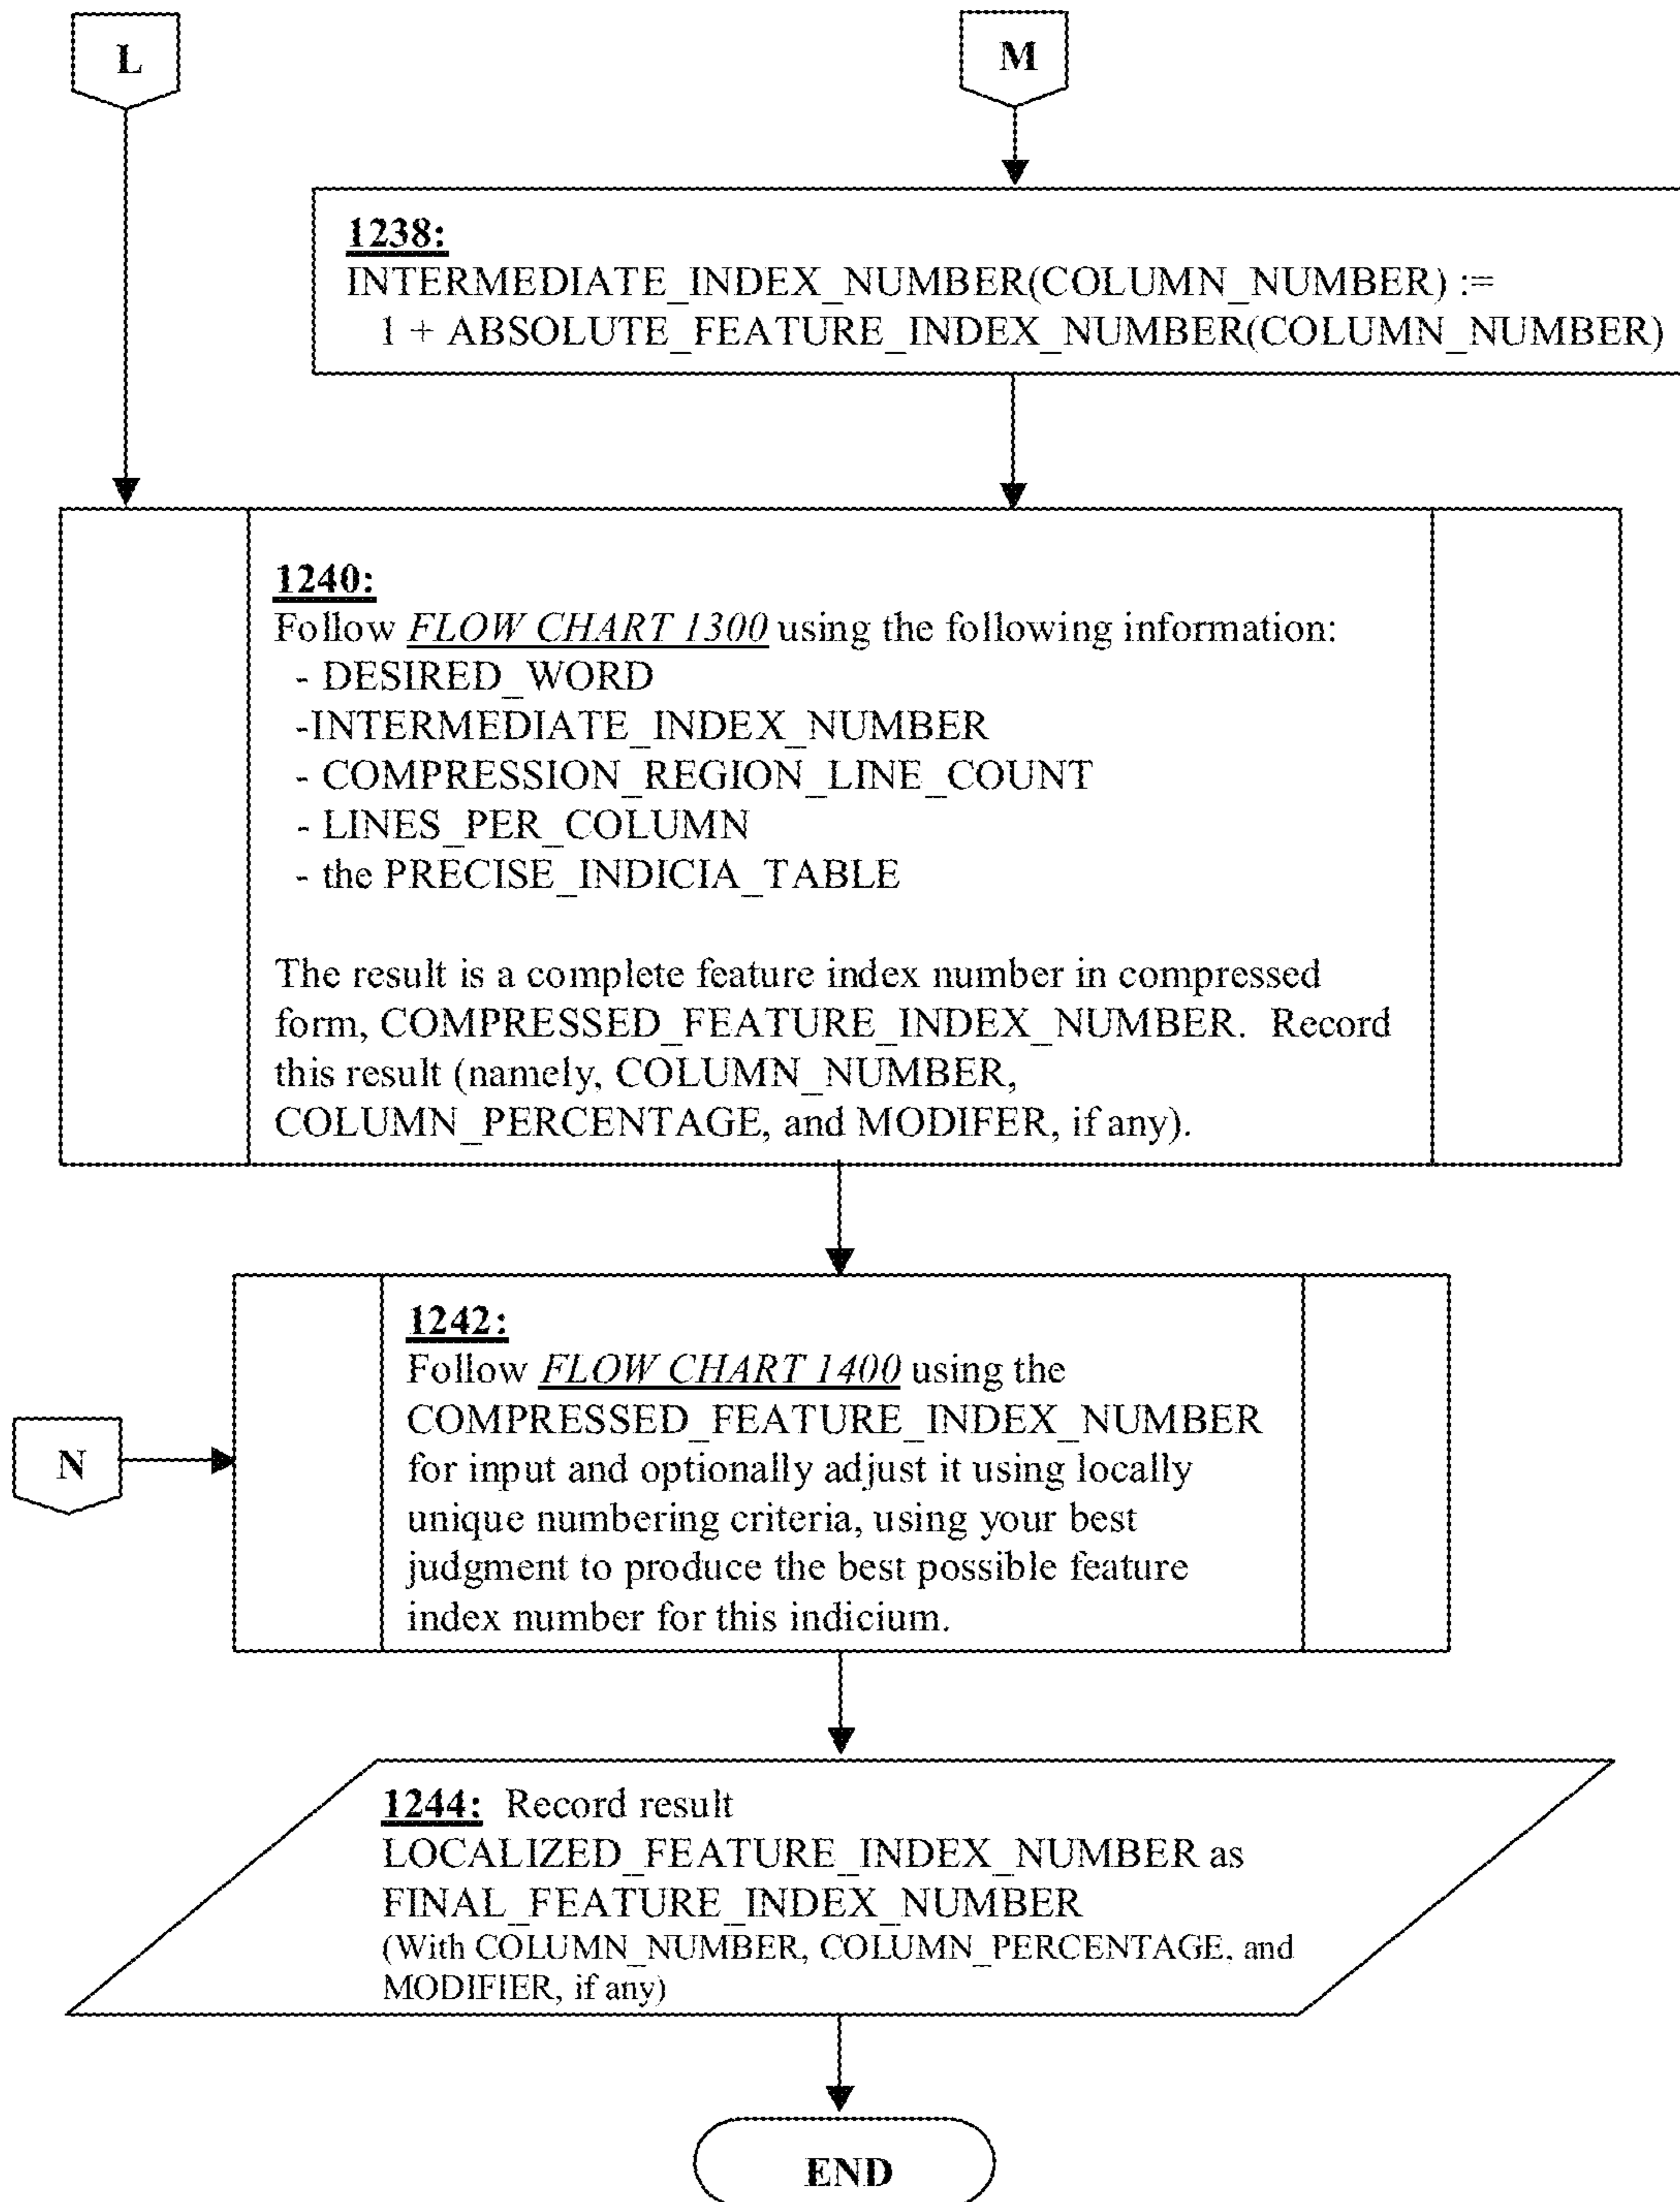 L
M
1238:
INTERMEDIATE_INDEX_NUMBER(COLUMN_NUMBER) :=
1 + ABSOLUTE_FEATURE_INDEX_NUMBER(COLUMN_NUMBER)
1240:
Follow FLOW CHART 1300 using the following information:
- DESIRED_WORD
-INTERMEDIATE_INDEX_NUMBER
- COMPRESSION_REGION_LINE_COUNT
- LINES_PER_COLUMN
- the PRECISE_INDICIA_TABLE
The result is a complete feature index number in compressed
form, COMPRESSED_FEATURE_INDEX_NUMBER. Record
this result (namely, COLUMN_NUMBER,
COLUMN_PERCENTAGE, and MODIFER, if any).
1242:
Follow FLOW CHART 1400 using the
COMPRESSED_FEATURE_INDEX_NUMBER
for input and optionally adjust it using locally
unique numbering criteria, using your best
judgment to produce the best possible feature
index number for this indicium.
N
1244: Record result
LOCALIZED_FEATURE_INDEX_NUMBER as
FINAL_FEATURE_INDEX_NUMBER
(With COLUMN_NUMBER, COLUMN_PERCENTAGE, and
MODIFIER, if any)
END